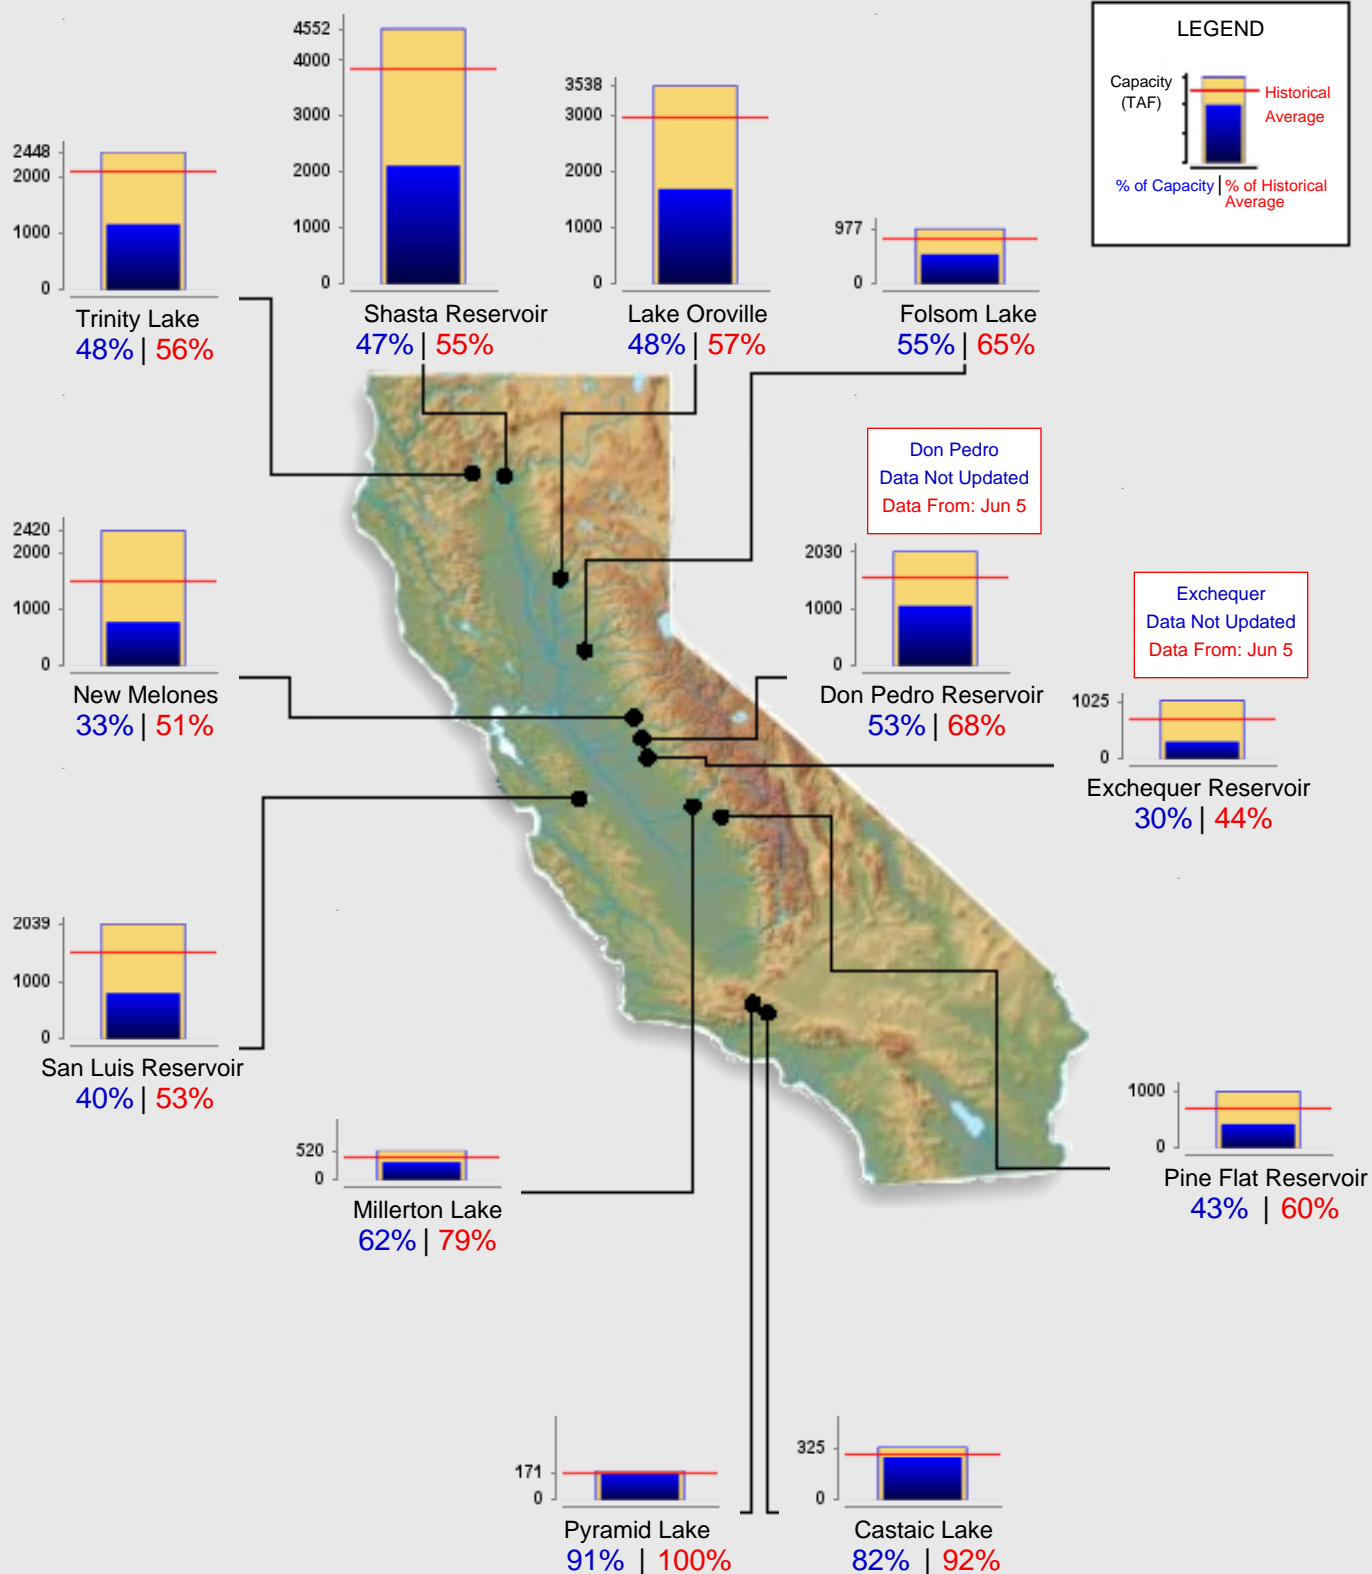 LEGEND
Capacity
(TAF)
Historical
Average
% of Capacity | % of Historical
Average
4552
4000
3000
2000
1000
0
Shasta Reservoir
47% | 55%
3538
3000
2000
1000
0
Lake Oroville
48% | 57%
2448
2000
1000
0
Trinity Lake
48% | 56%
977
0
Folsom Lake
55% | 65%
Don Pedro
Data Not Updated
Data From: Jun 5
2030
1000
0
Don Pedro Reservoir
53% | 68%
2420
2000
1000
0
New Melones
33% | 51%
Exchequer
Data Not Updated
Data From: Jun 5
1025
0
Exchequer Reservoir
30% | 44%
2039
1000
0
San Luis Reservoir
40% | 53%
520
0
Millerton Lake
62% | 79%
1000
0
Pine Flat Reservoir
43% | 60%
171
0
Pyramid Lake
91% | 100%
325
0
Castaic Lake
82% | 92%